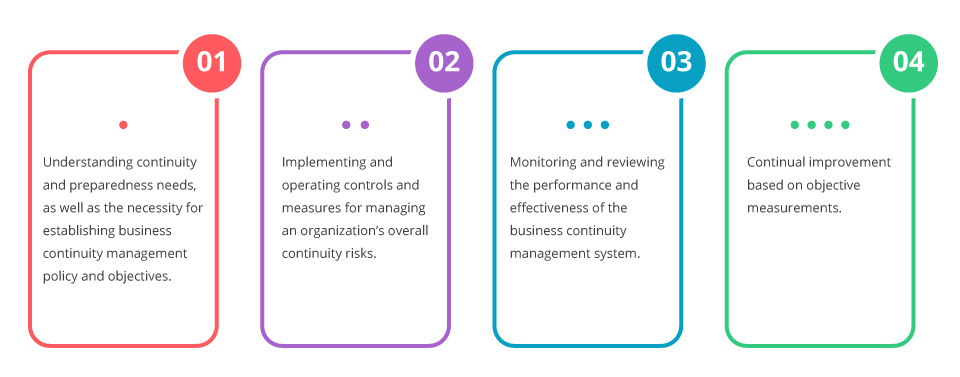 01
Understanding continuity
and preparedness needs,
as well as the necessity for
establishing business
continuity management
policy and objectives.
02
Implementing and
operating controls and
measures for managing
an organization’s overall
continuity risks.
03
Monitoring and reviewing
the performance and
effectiveness of the
business continuity
management system.
04
Continual improvement
based on objective
measurements.